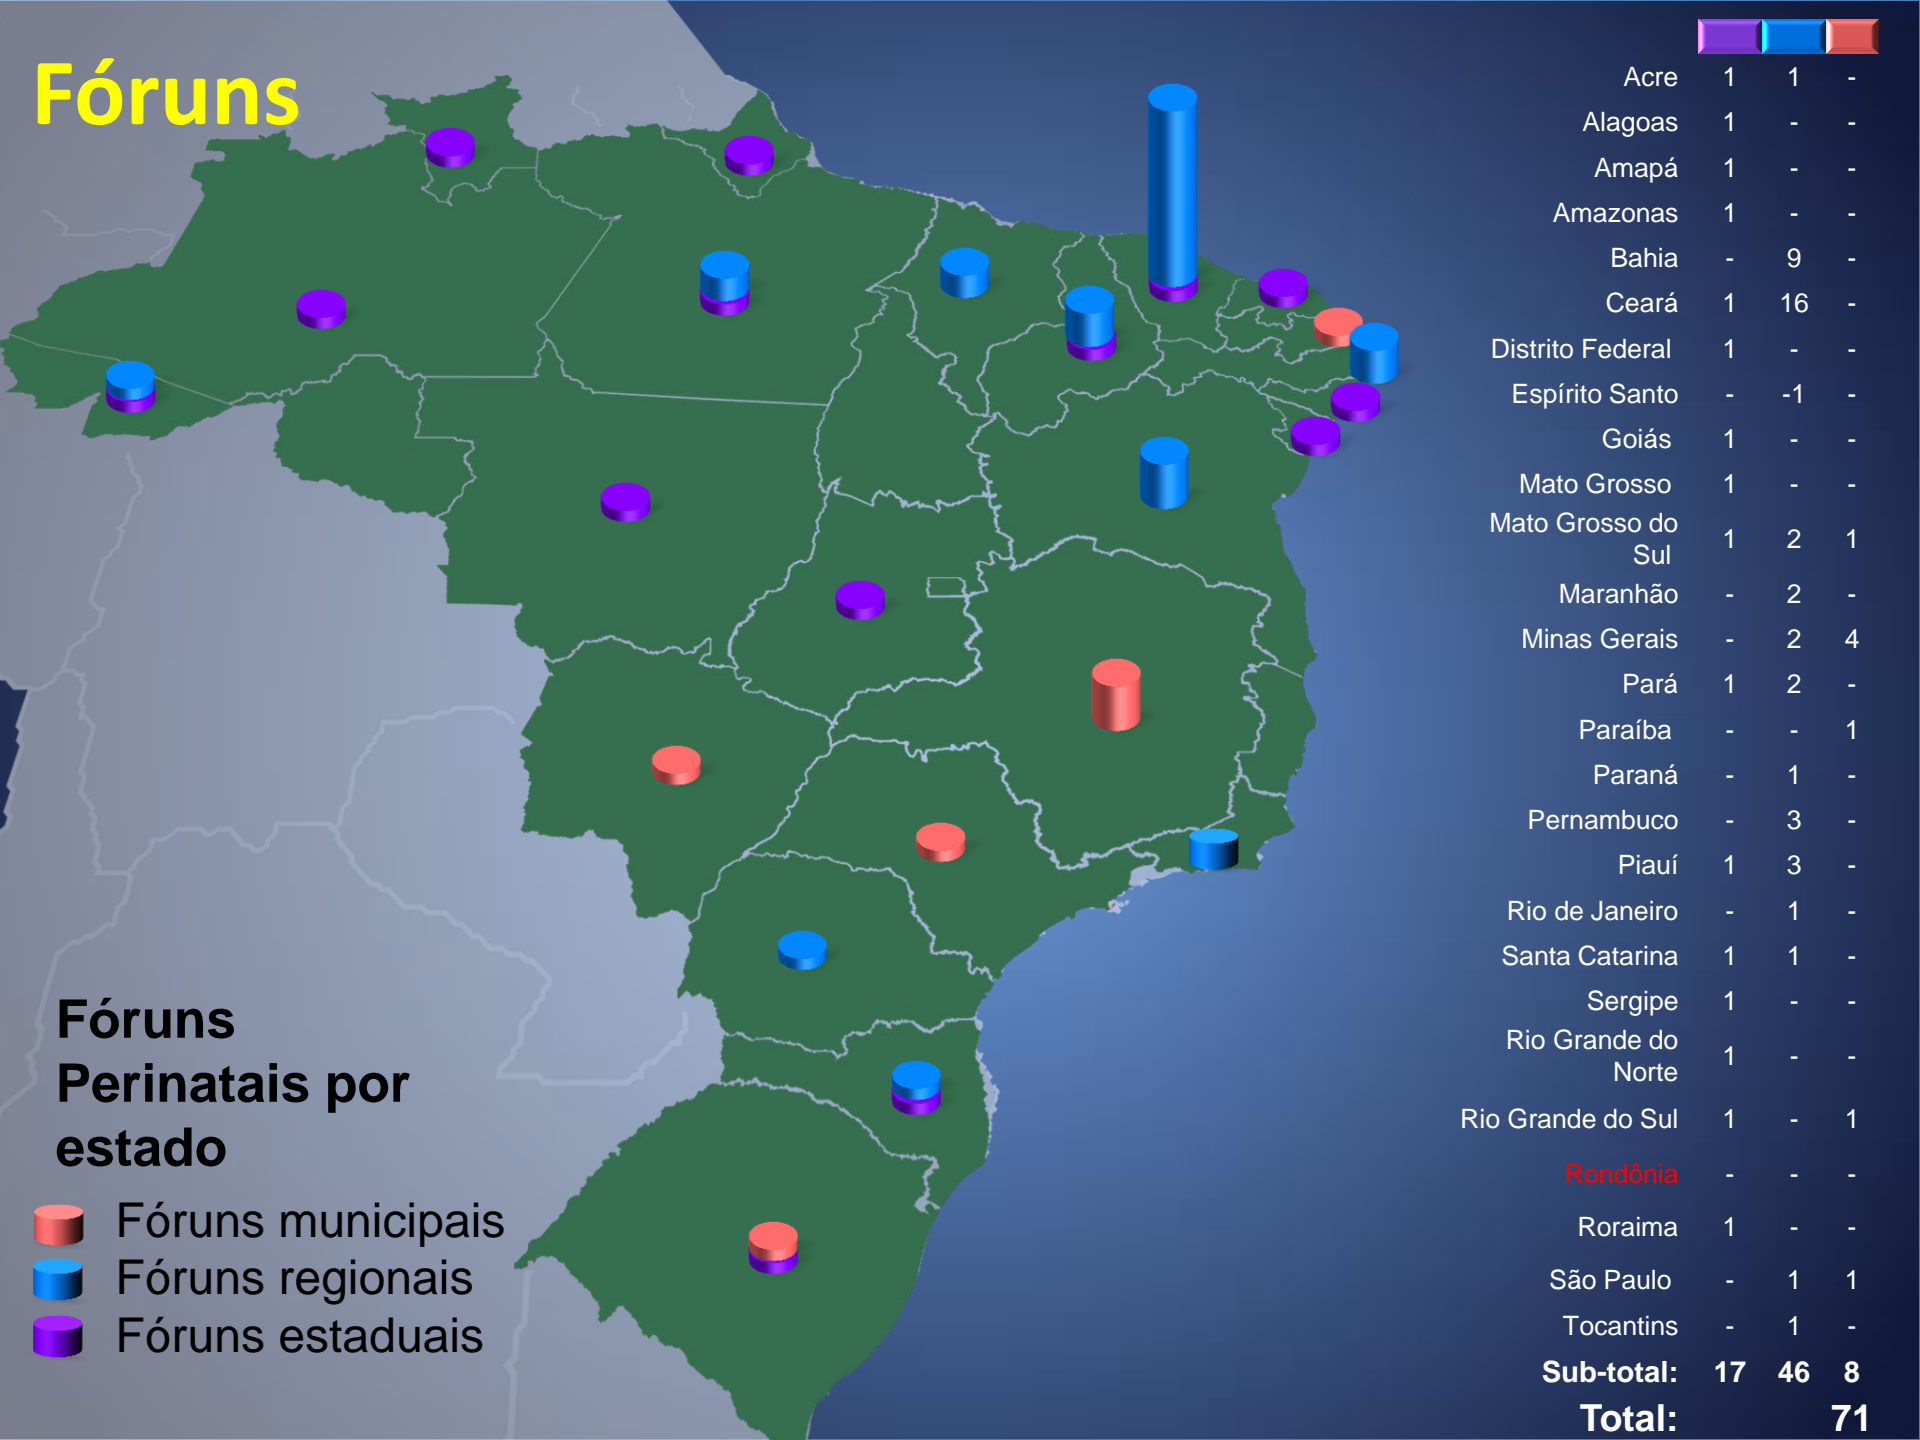 Fóruns
Acre 1 1 -
Alagoas 1 - -
Amapá 1 - -
Amazonas 1 - -
Bahia - 9 -
Ceará 1 16 -
Distrito Federal 1 - -
Espírito Santo - -1 -
Goiás 1 - -
Mato Grosso 1 - -
Mato Grosso do
Sul 1 2 1
Maranhão - 2 -
Minas Gerais - 2 4
Pará 1 2 -
Paraíba - - 1
Paraná - 1 -
Pernambuco - 3 -
Piauí 1 3 -
Rio de Janeiro - 1 -
Santa Catarina 1 1 -
Sergipe 1 - -
Rio Grande do
Norte 1 - -
Rio Grande do Sul 1 - 1
Rondônia - - -
Roraima 1 - -
São Paulo - 1 1
Tocantins - 1 -
Sub-total: 17 46 8
Total: 71
Fóruns
Perinatais por
estado
Fóruns municipais
Fóruns regionais
Fóruns estaduais